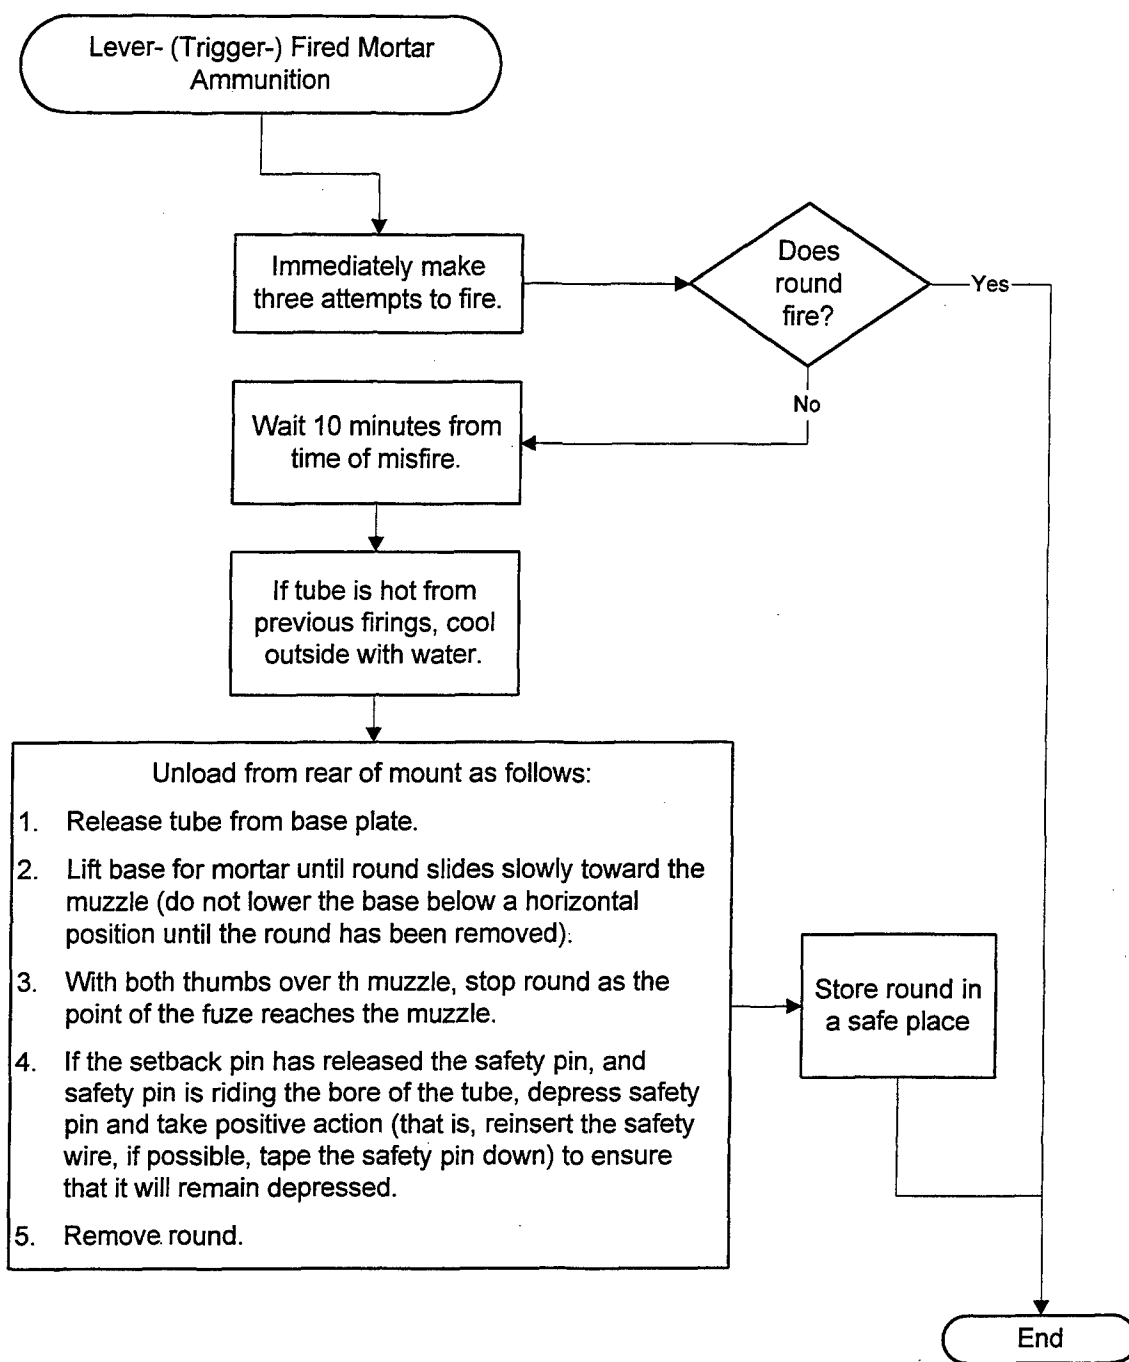 Lever- (Trigger-) Fired Mortar
Ammunition
Immediately make
three attempts to fire.
Does
round
fire?
Yes
No
Wait 10 minutes from
time of misfire.
If tube is hot from
previous firings, cool
outside with water.
Unload from rear of mount as follows:
1. Release tube from base plate.
2. Lift base for mortar until round slides slowly toward the
muzzle (do not lower the base below a horizontal
position until the round has been removed).
3. With both thumbs over th muzzle, stop round as the
point of the fuze reaches the muzzle.
4. If the setback pin has released the safety pin, and
safety pin is riding the bore of the tube, depress safety
pin and take positive action (that is, reinsert the safety
wire, if possible, tape the safety pin down) to ensure
that it will remain depressed.
5. Remove round.
Store round in
a safe place
End